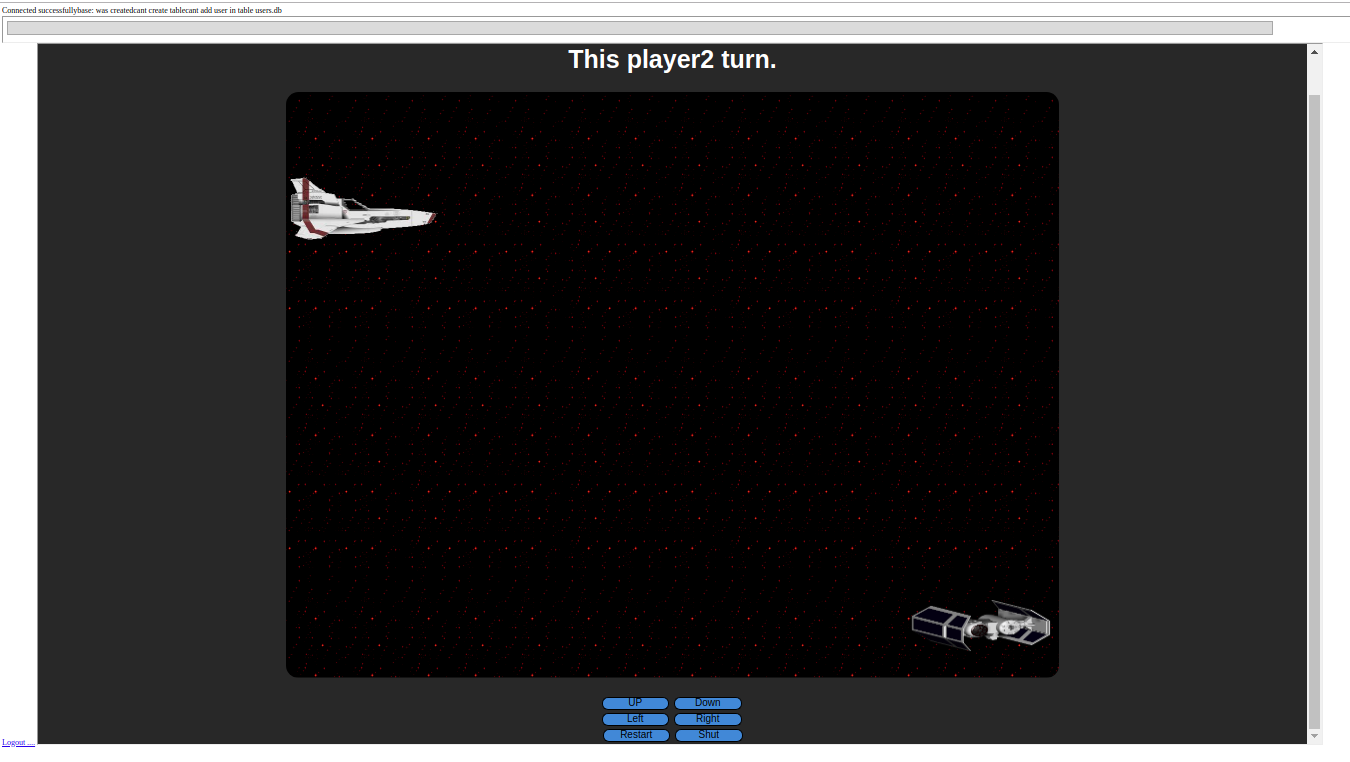 Connected successfullybase: was createdcant create tablecant add user in table users.db
This player2 turn.
UP Down
Left Right
Restart Shut
Logout ....